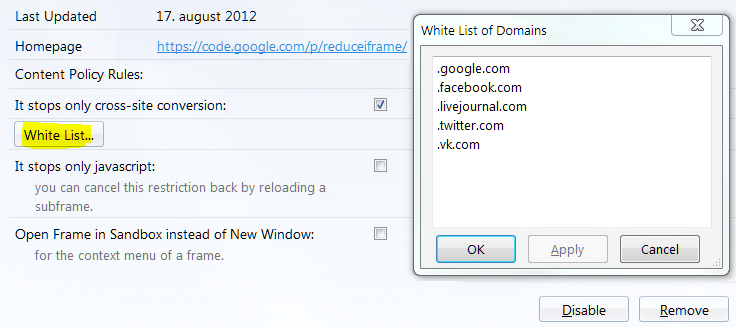 Last Updated 17. august 2012
Homepage https://code.google.com/p/reduceiframe/
Content Policy Rules:
It stops only cross-site conversion:
White List...
It stops only javascript:
you can cancel this restriction back by reloading a
subframe.
Open Frame in Sandbox instead of New Window:
for the context menu of a frame.
White List of Domains
.google.com
.facebook.com
.livejournal.com
.twitter.com
.vk.com
OK Apply Cancel
Disable Remove